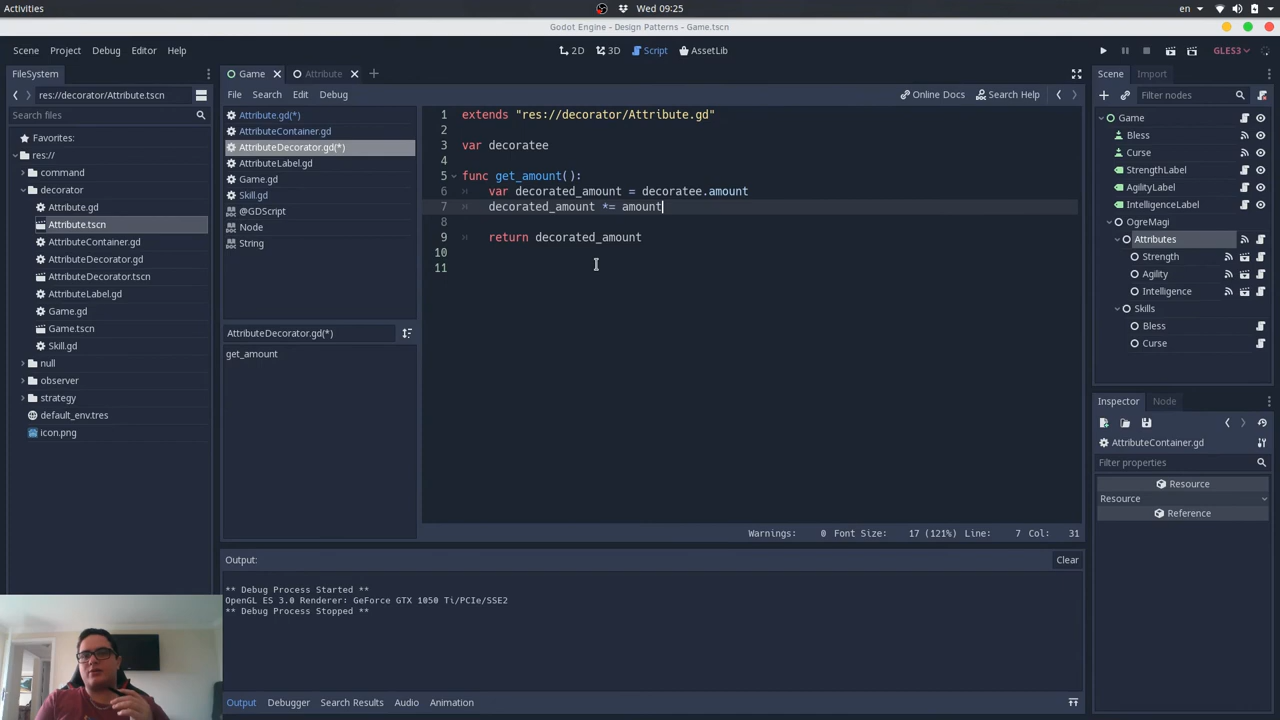 Activities
Wed 09:25
en
Godot Engine - Design Patterns - Game.tscn
Scene Project Debug Editor Help
2D 3D Script AssetLib
GLES3
FileSystem
res://decorator/Attribute.tscn
Search files
Favorites:
res://
command
decorator
Attribute.gd
Attribute.tscn
AttributeContainer.gd
AttributeDecorator.gd
AttributeDecorator.tscn
AttributeLabel.gd
Game.gd
Game.tscn
Skill.gd
null
observer
strategy
default_env.tres
icon.png
Game Attribute
File Search Edit Debug
Online Docs Search Help
Attribute.gd(*)
AttributeContainer.gd
AttributeDecorator.gd(*)
AttributeLabel.gd
Game.gd
Skill.gd
@GDScript
Node
String
AttributeDecorator.gd(*)
get_amount
1 extends "res://decorator/Attribute.gd"
2
3 var decoratee
4
5 func get_amount():
6 var decorated_amount = decoratee.amount
7 decorated_amount *= amount
8
9 return decorated_amount
10
11
Warnings: 0 Font Size: 17 (121%) Line: 7 Col: 31
Output: Clear
** Debug Process Started **
OpenGL ES 3.0 Renderer: GeForce GTX 1050 Ti/PCIe/SSE2
** Debug Process Stopped **
Output Debugger Search Results Audio Animation
Scene Import
Filter nodes
Game
Bless
Curse
StrengthLabel
AgilityLabel
IntelligenceLabel
OgreMagi
Attributes
Strength
Agility
Intelligence
Skills
Bless
Curse
Inspector Node
AttributeContainer.gd
Filter properties
Resource
Resource
Reference